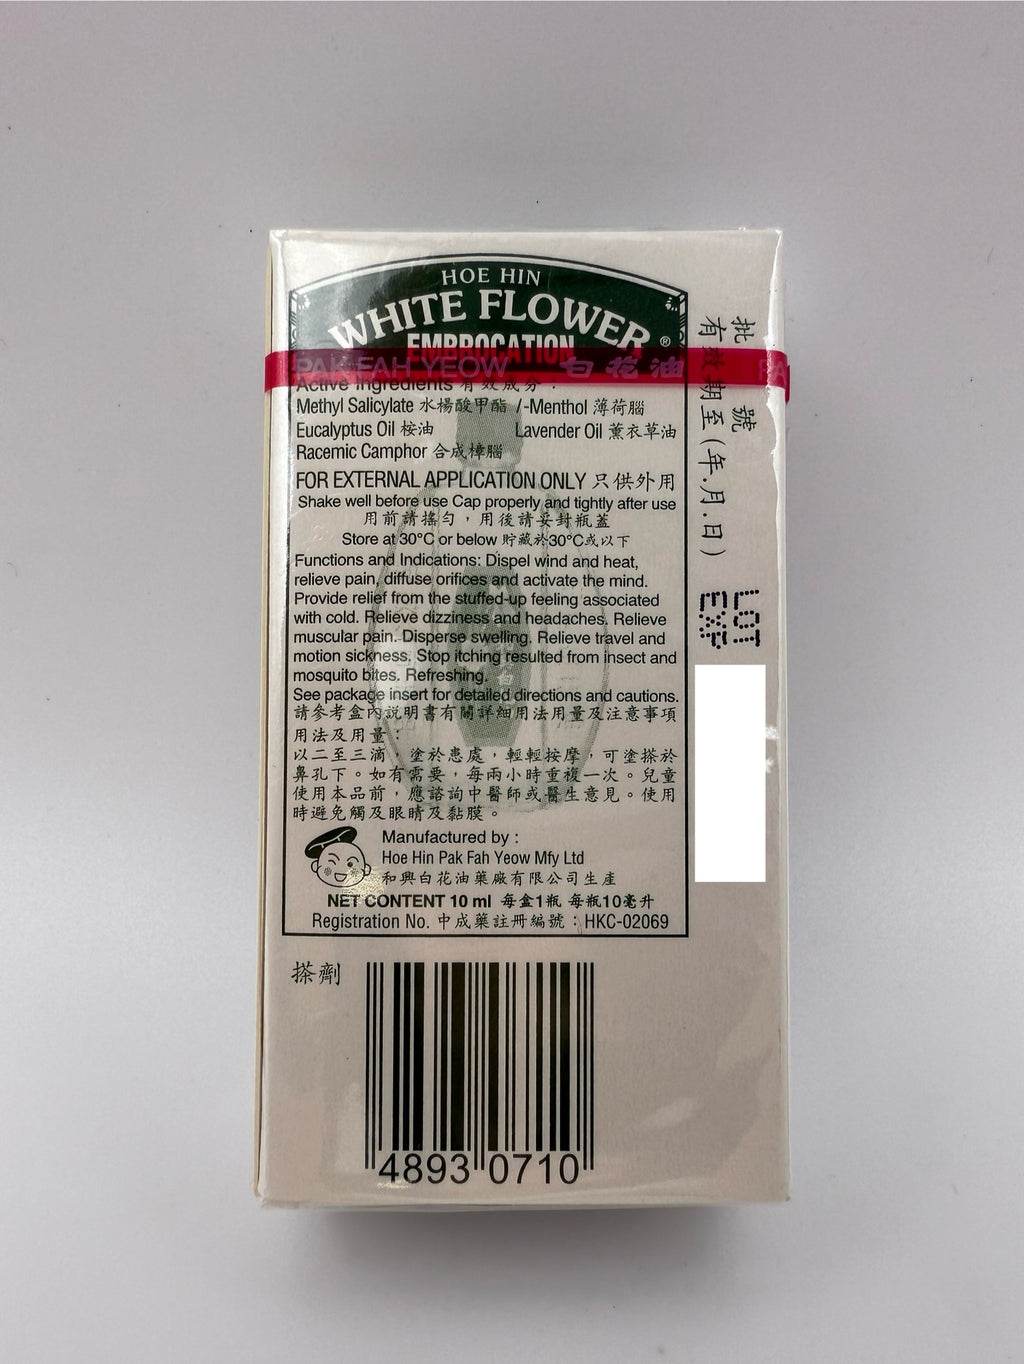 HOE HIN
WHITE FLOWER®
EMBROCATION
PAK FAH YEOW 白花油 PA
Active Ingredients 有效成分：
Methyl Salicylate 水楊酸甲酯 l-Menthol 薄荷腦
Eucalyptus Oil 桉油 Lavender Oil 薰衣草油
Racemic Camphor 合成樟腦
FOR EXTERNAL APPLICATION ONLY 只供外用
Shake well before use Cap properly and tightly after use
用前請搖勻，用後請妥封瓶蓋
Store at 30°C or below 貯藏於30°C或以下
Functions and Indications: Dispel wind and heat,
relieve pain, diffuse orifices and activate the mind.
Provide relief from the stuffed-up feeling associated
with cold. Relieve dizziness and headaches. Relieve
muscular pain. Disperse swelling. Relieve travel and
motion sickness. Stop itching resulted from insect and
mosquito bites. Refreshing.
See package insert for detailed directions and cautions.
請參考盒內說明書有關詳細用法用量及注意事項
用法及用量：
以二至三滴，塗於患處，輕輕按摩，可塗搽於
鼻孔下。如有需要，每兩小時重複一次。兒童
使用本品前，應諮詢中醫師或醫生意見。使用
時避免觸及眼睛及黏膜。
Manufactured by :
Hoe Hin Pak Fah Yeow Mfy Ltd
和興白花油藥廠有限公司生產
NET CONTENT 10 ml 每盒1瓶 每瓶10毫升
Registration No. 中成藥註冊編號：HKC-02069
搽劑
4893 0710
批號
有效期至(年.月.日)
LOT
EXP